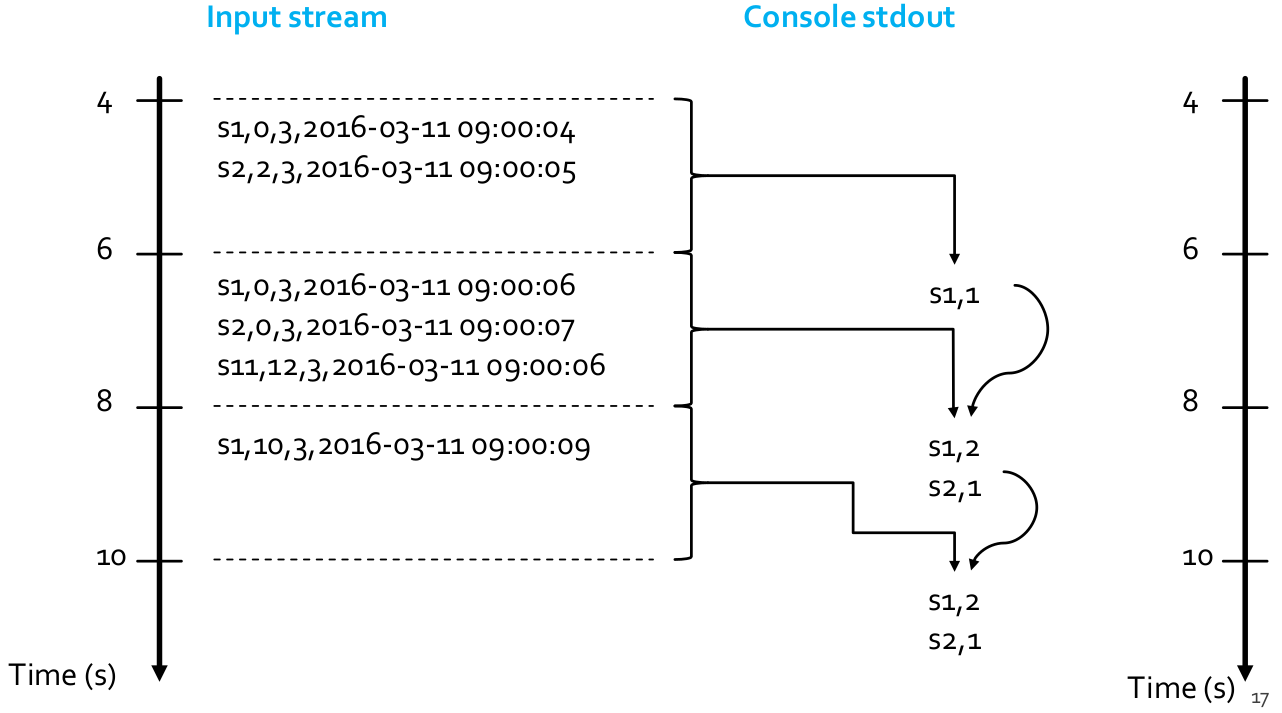 Input stream
Console stdout
4
s1,0,3,2016-03-11 09:00:04
s2,2,3,2016-03-11 09:00:05
4
6
s1,0,3,2016-03-11 09:00:06
s2,0,3,2016-03-11 09:00:07
s11,12,3,2016-03-11 09:00:06
s1,1
6
8
s1,10,3,2016-03-11 09:00:09
s1,2
s2,1
8
10
s1,2
s2,1
10
Time (s)
Time (s)
17